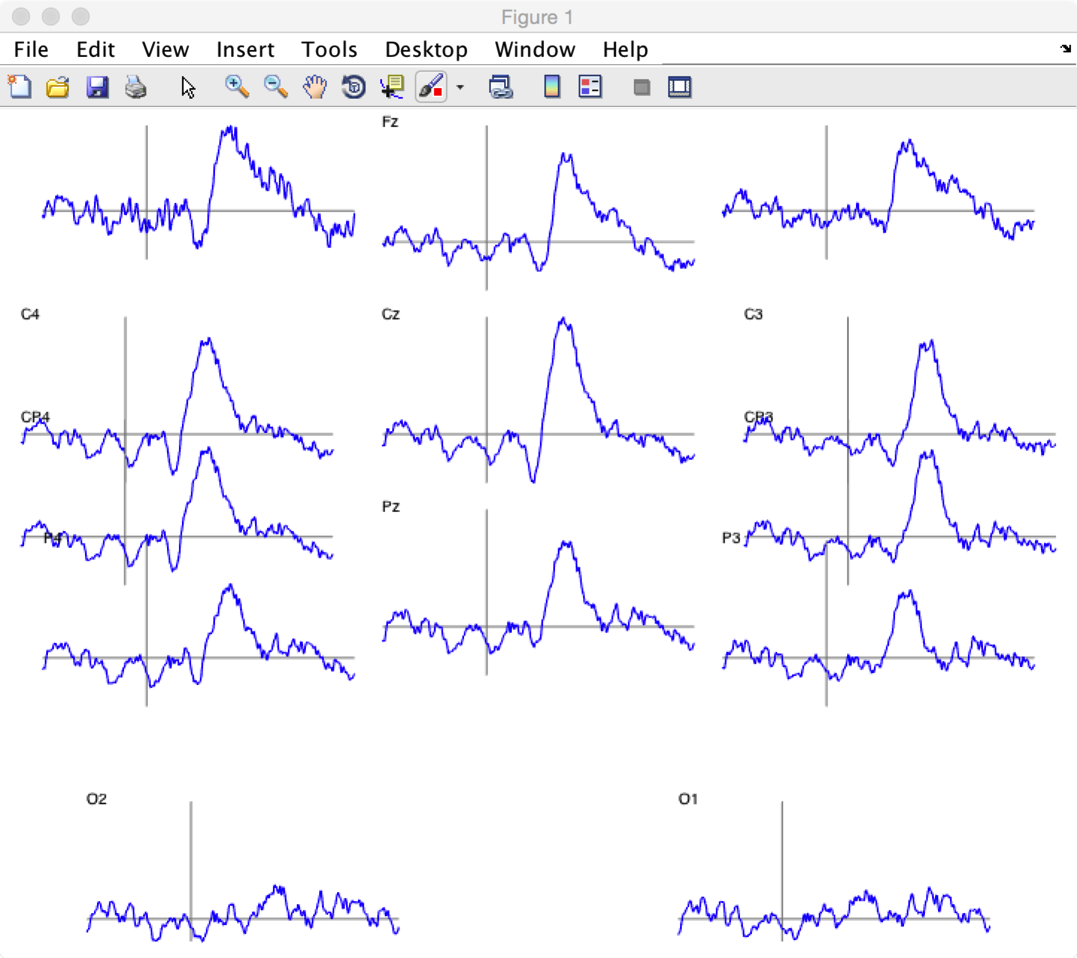 Figure 1
File Edit View Insert Tools Desktop Window Help
Fz
C4 Cz C3
CP4 CP3
Pz
P4 P3
O2 O1